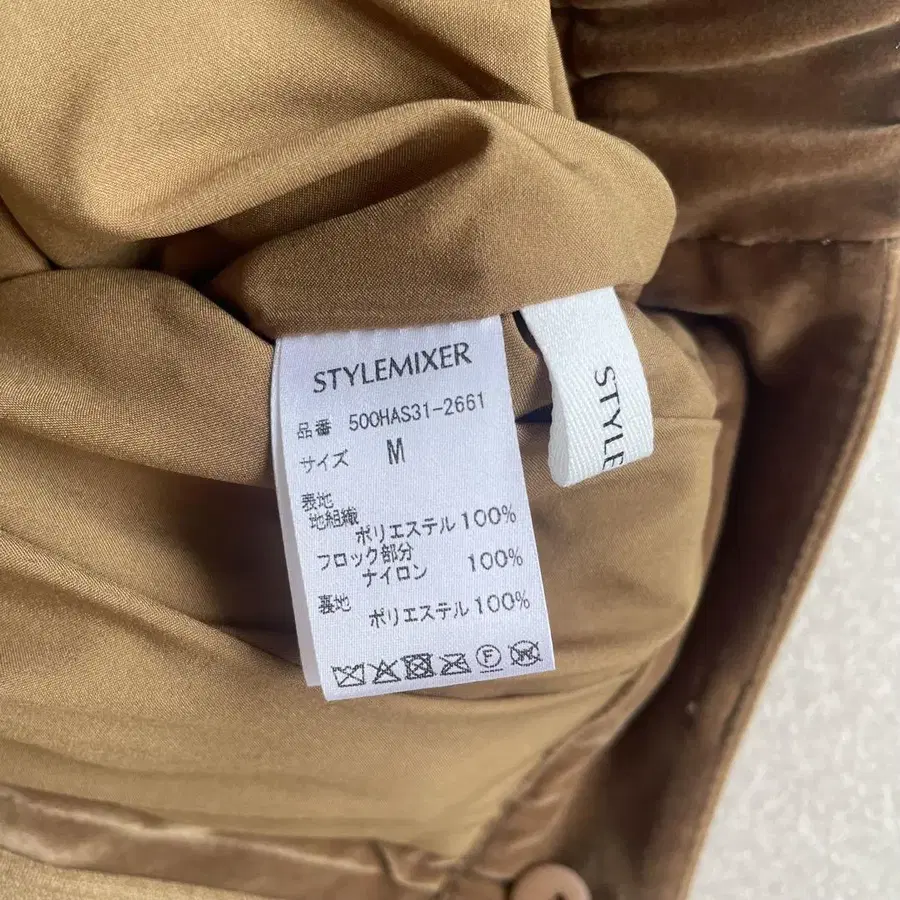 STYLEMIXER
品番 500HAS31-2661
サイズ M
表地
地組織
ポリエステル 100%
フロック部分
ナイロン 100%
裏地
ポリエステル 100%
F
W
STYLE